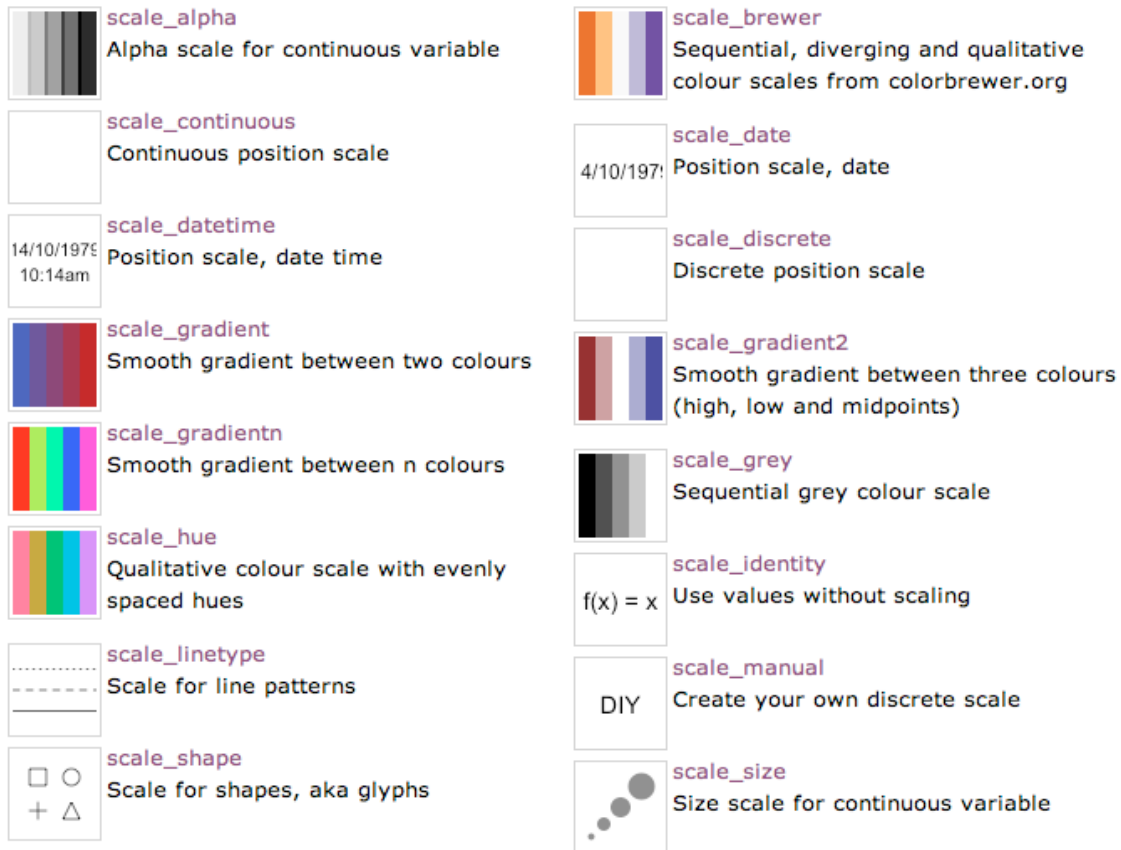 scale_alpha
Alpha scale for continuous variable
scale_continuous
Continuous position scale
14/10/1979
10:14am
scale_datetime
Position scale, date time
scale_gradient
Smooth gradient between two colours
scale_gradientn
Smooth gradient between n colours
scale_hue
Qualitative colour scale with evenly
spaced hues
scale_linetype
Scale for line patterns
scale_shape
Scale for shapes, aka glyphs
scale_brewer
Sequential, diverging and qualitative
colour scales from colorbrewer.org
4/10/1979
scale_date
Position scale, date
scale_discrete
Discrete position scale
scale_gradient2
Smooth gradient between three colours
(high, low and midpoints)
scale_grey
Sequential grey colour scale
f(x) = x
scale_identity
Use values without scaling
DIY
scale_manual
Create your own discrete scale
scale_size
Size scale for continuous variable